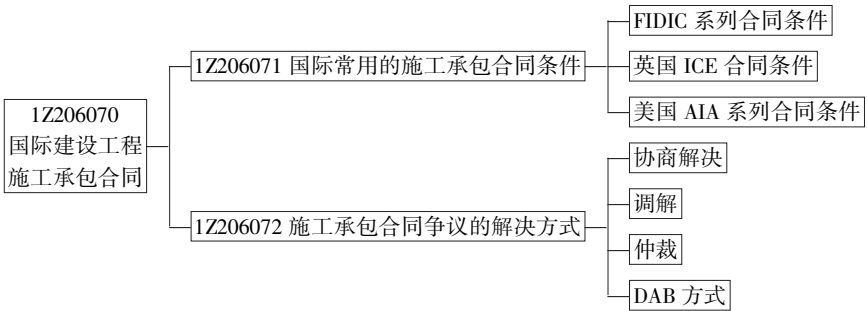 1Z206070
国际建设工程
施工承包合同
1Z206071 国际常用的施工承包合同条件
FIDIC 系列合同条件
英国 ICE 合同条件
美国 AIA 系列合同条件
1Z206072 施工承包合同争议的解决方式
协商解决
调解
仲裁
DAB 方式